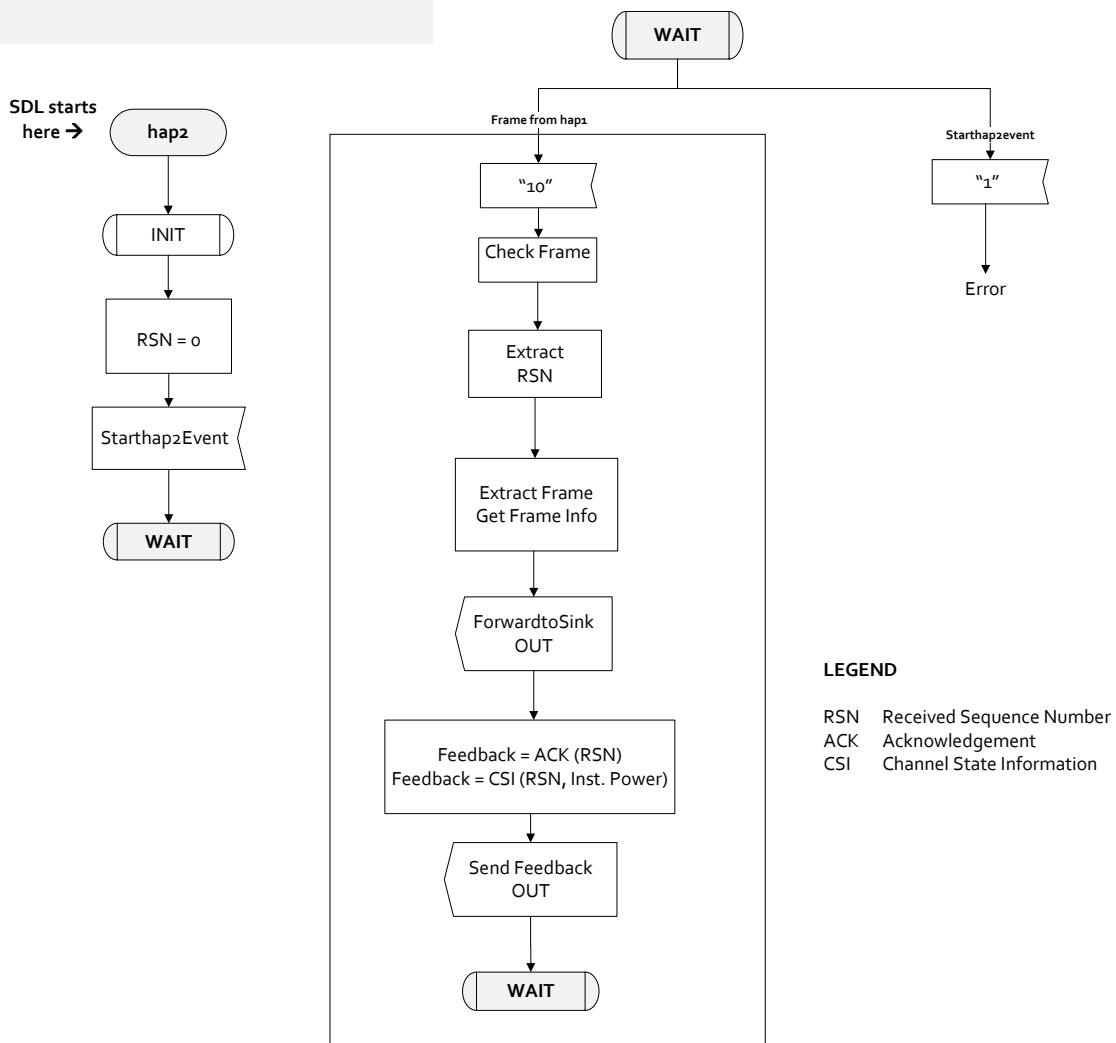 SDL starts
here →
hap2
INIT
RSN = 0
Starthap2Event
WAIT
WAIT
Frame from hap1
“10”
Check Frame
Extract
RSN
Extract Frame
Get Frame Info
ForwardtoSink
OUT
Feedback = ACK (RSN)
Feedback = CSI (RSN, Inst. Power)
Send Feedback
OUT
WAIT
Starthap2event
“1”
Error
LEGEND
RSN Received Sequence Number
ACK Acknowledgement
CSI Channel State Information